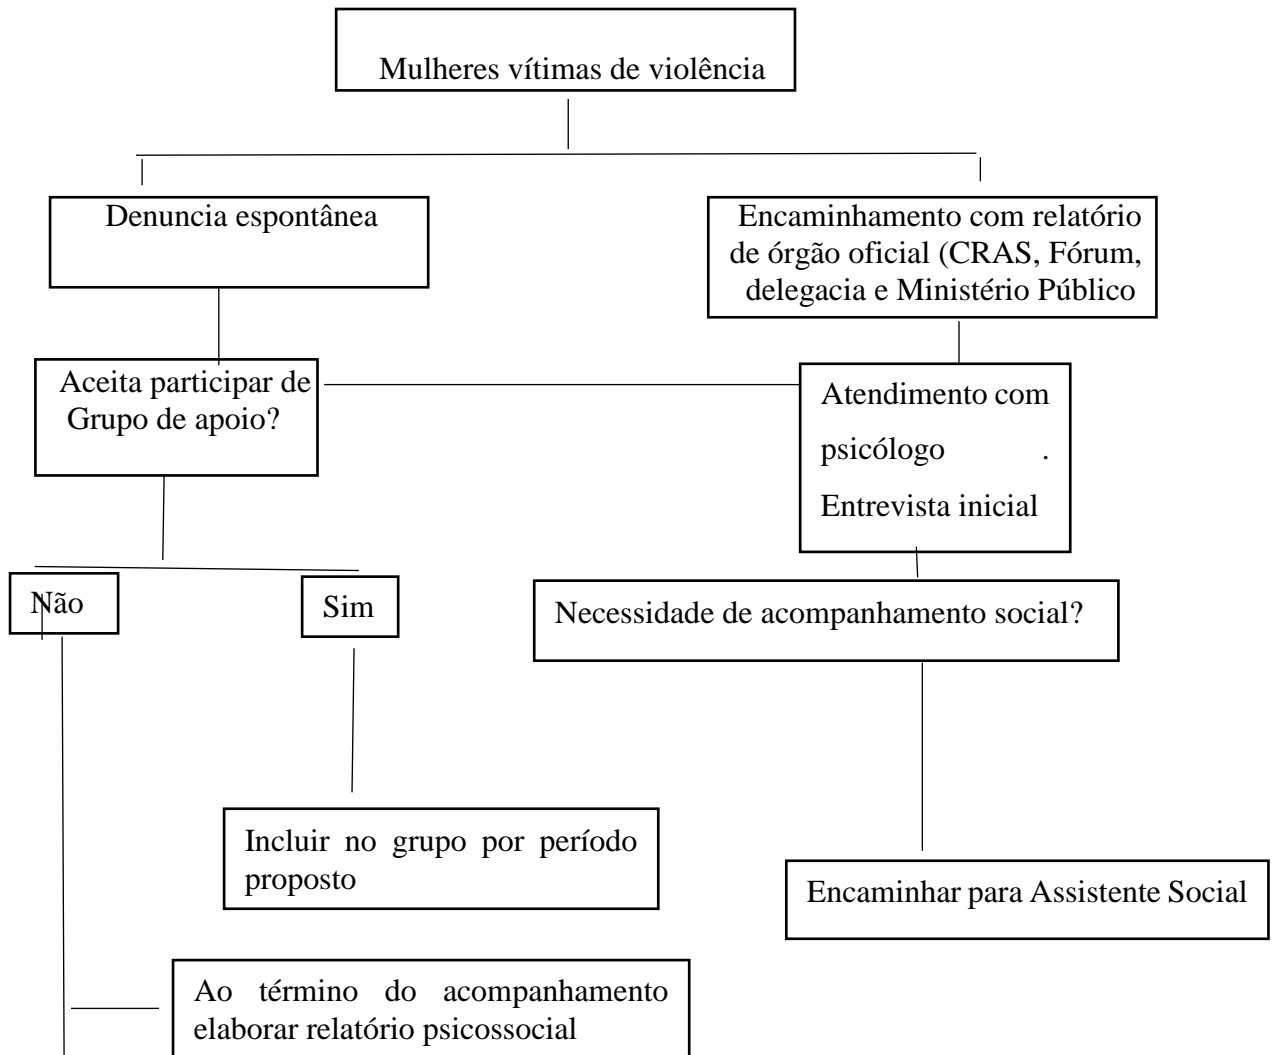 Mulheres vítimas de violência
Denuncia espontânea
Encaminhamento com relatório
de órgão oficial (CRAS, Fórum,
delegacia e Ministério Público
Aceita participar de
Grupo de apoio?
Atendimento com
psicólogo .
Entrevista inicial
Não
Sim
Necessidade de acompanhamento social?
Incluir no grupo por período
proposto
Encaminhar para Assistente Social
Ao término do acompanhamento
elaborar relatório psicossocial